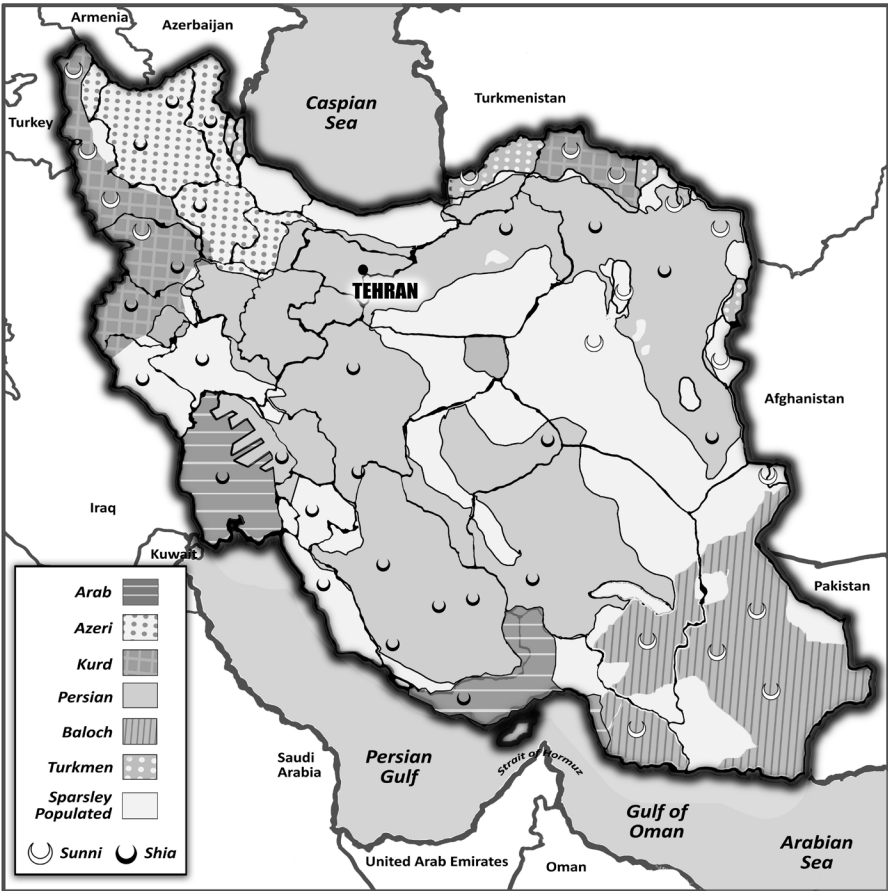 Armenia
Azerbaijan
Caspian
Sea
Turkmenistan
Turkey
TEHRAN
Afghanistan
Iraq
Kuwait
Pakistan
Arab
Azeri
Kurd
Persian
Baloch
Turkmen
Sparsley
Populated
Sunni
Shia
Saudi
Arabia
Persian
Gulf
Strait of Hormuz
Gulf of
Oman
Arabian
Sea
United Arab Emirates
Oman